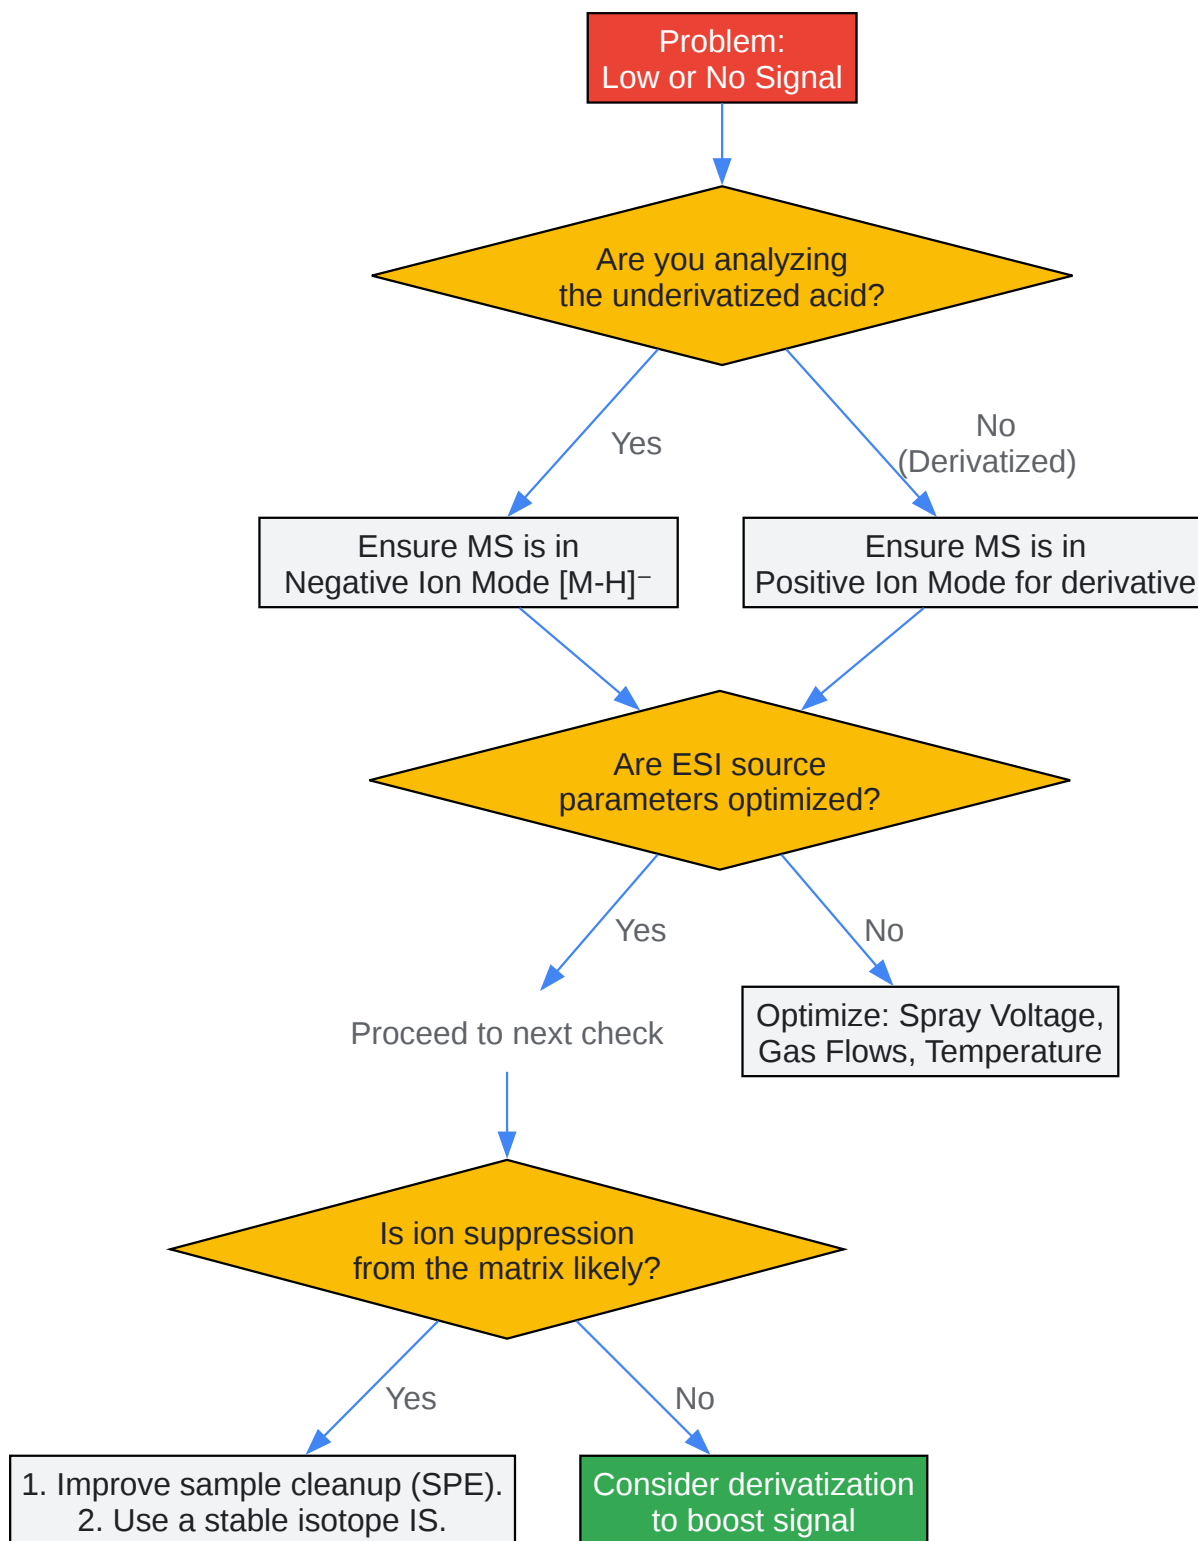 Problem:
Low or No Signal
Are you analyzing
the underivatized acid?
Yes
No
(Derivatized)
Ensure MS is in
Negative Ion Mode [M-H]⁻
Ensure MS is in
Positive Ion Mode for derivative
Are ESI source
parameters optimized?
Yes
No
Proceed to next check
Optimize: Spray Voltage,
Gas Flows, Temperature
Is ion suppression
from the matrix likely?
Yes
No
1. Improve sample cleanup (SPE).
2. Use a stable isotope IS.
Consider derivatization
to boost signal